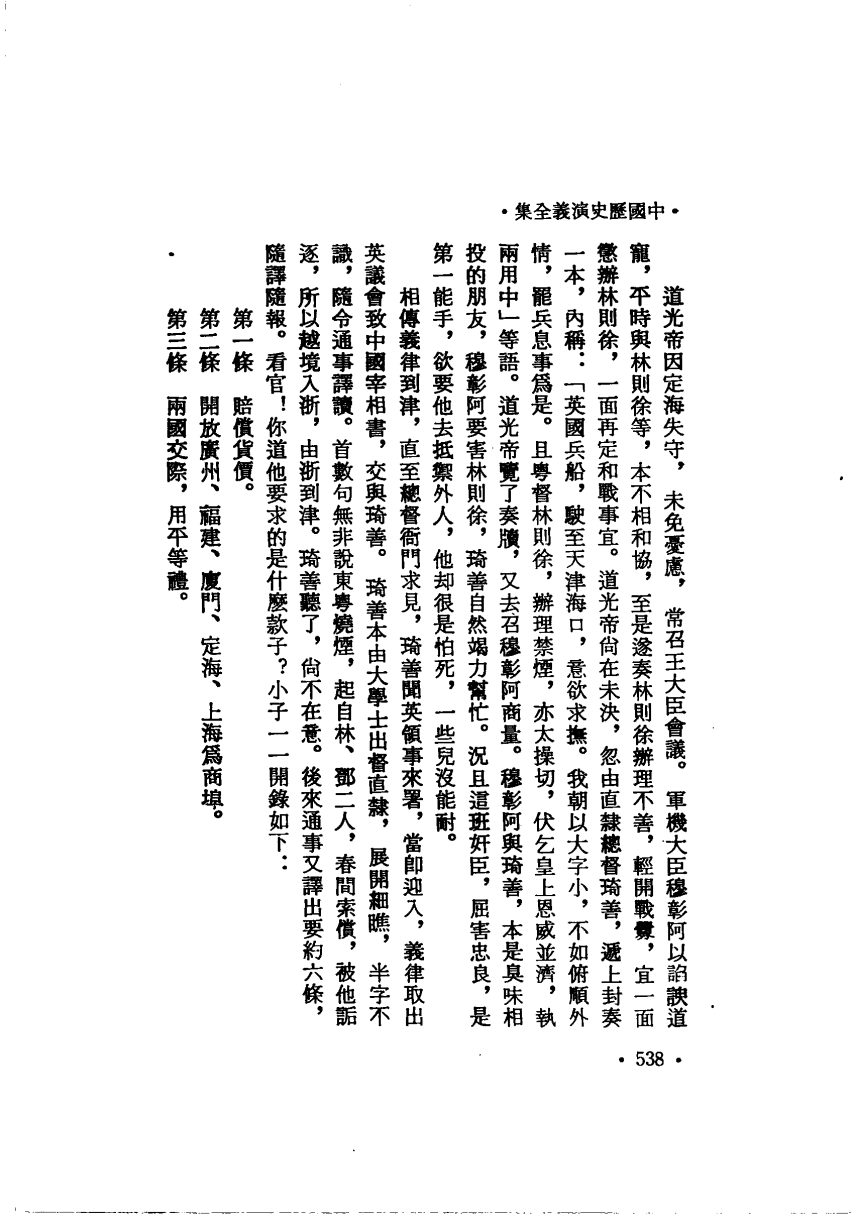 ·中國歷史演義全集·
道光帝因定海失守，未免憂慮，常召王大臣會議。軍機大臣穆彰阿以諂諛道
寵，平時與林則徐等，本不相和協，至是遂奏林則徐辦理不善，輕開戰釁，宜一面
懲辦林則徐，一面再定和戰事宜。道光帝尙在未決，忽由直隸總督琦善，遞上封奏
一本，內稱：「英國兵船，駛至天津海口，意欲求撫。我朝以大字小，不如俯順外
情，罷兵息事爲是。且粵督林則徐，辦理禁煙，亦太操切，伏乞皇上恩威並濟，執
兩用中」等語。道光帝覽了奏牘，又去召穆彰阿商量。穆彰阿與琦善，本是臭味相
投的朋友，穆彰阿要害林則徐，琦善自然竭力幫忙。況且這班奸臣，屈害忠良，是
第一能手，欲要他去抵禦外人，他却很是怕死，一些兒沒能耐。
相傳義律到津，直至總督衙門求見，琦善聞英領事來署，當卽迎入，義律取出
英議會致中國宰相書，交與琦善。琦善本由大學士出督直隸，展開細瞧，半字不
識，隨令通事譯讀。首數句無非說東粵燒煙，起自林、鄧二人，春間索償，被他詬
逐，所以越境入浙，由浙到津。琦善聽了，尙不在意。後來通事又譯出要約六條，
隨譯隨報。看官！你道他要求的是什麼款子？小子一一開錄如下：
第一條　賠償貨價。
第二條　開放廣州、福建、廈門、定海、上海爲商埠。
第三條　兩國交際，用平等禮。
·538·